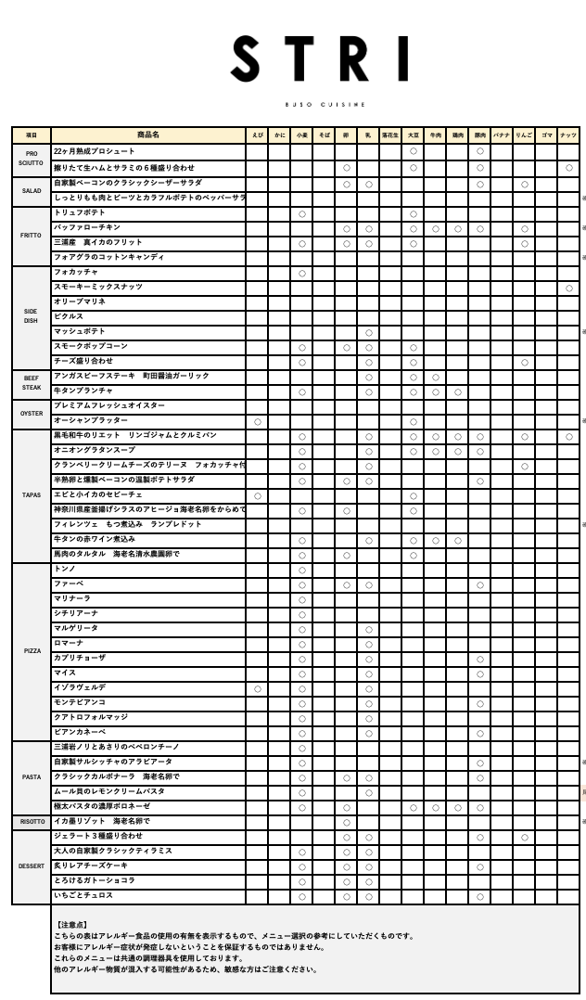 STRI
BUSO CUISINE
項目 商品名 えび かに 小麦 そば 卵 乳 落花生 大豆 牛肉 鶏肉 豚肉 バナナ りんご ゴマ ナッツ
PRO SCIUTTO
22ヶ月熟成プロシュート ○ ○
擦りたて生ハムとサラミの６種盛り合わせ ○ ○ ○ ○
SALAD
自家製ベーコンのクラシックシーザーサラダ ○ ○ ○ ○
しっとりもも肉とビーツとカラフルポテトのペッパーサラ
FRITTO
トリュフポテト ○ ○
バッファローチキン ○ ○ ○ ○ ○ ○ ○
三浦産　真イカのフリット ○ ○ ○ ○ ○
フォアグラのコットンキャンディ
SIDE DISH
フォカッチャ ○
スモーキーミックスナッツ ○
オリーブマリネ
ピクルス
マッシュポテト ○
スモークポップコーン ○ ○ ○ ○
チーズ盛り合わせ ○ ○ ○ ○
BEEF STEAK
アンガスビーフステーキ　町田醤油ガーリック ○ ○ ○
牛タンプランチャ ○ ○ ○ ○ ○
OYSTER
プレミアムフレッシュオイスター
オーシャンプラッター ○ ○
TAPAS
黒毛和牛のリエット　リンゴジャムとクルミパン ○ ○ ○ ○ ○ ○ ○ ○
オニオングラタンスープ ○ ○ ○ ○ ○ ○
クランベリークリームチーズのテリーヌ　フォカッチャ付 ○ ○ ○
半熟卵と燻製ベーコンの温製ポテトサラダ ○ ○ ○ ○
エビと小イカのセビーチェ ○ ○
神奈川県産釜揚げシラスのアヒージョ海老名卵をからめて ○ ○ ○
フィレンツェ　もつ煮込み　ランプレドット
牛タンの赤ワイン煮込み ○ ○ ○ ○ ○
馬肉のタルタル　海老名清水農園卵で ○ ○ ○
PIZZA
トンノ ○
ファーベ ○ ○ ○ ○
マリナーラ ○
シチリアーナ ○
マルゲリータ ○ ○
ロマーナ ○ ○
カプリチョーザ ○ ○ ○
マイス ○ ○ ○
イゾラヴェルデ ○ ○ ○
モンテビアンコ ○ ○ ○
クアトロフォルマッジ ○ ○
ビアンカネーベ ○ ○ ○
PASTA
三浦岩ノリとあさりのペペロンチーノ ○
自家製サルシッチャのアラビアータ ○ ○
クラシックカルボナーラ　海老名卵で ○ ○ ○ ○
ムール貝のレモンクリームパスタ ○ ○
極太パスタの濃厚ボロネーゼ ○ ○ ○ ○ ○ ○
RISOTTO
イカ墨リゾット　海老名卵で ○
DESSERT
ジェラート３種盛り合わせ ○ ○ ○ ○
大人の自家製クラシックティラミス ○ ○ ○
炙りレアチーズケーキ ○ ○ ○ ○
とろけるガトーショコラ ○ ○ ○
いちごとチュロス ○ ○ ○ ○
【注意点】
こちらの表はアレルギー食品の使用の有無を表示するもので、メニュー選択の参考にしていただくものです。
お客様にアレルギー症状が発症しないということを保証するものではありません。
これらのメニューは共通の調理器具を使用しております。
他のアレルギー物質が混入する可能性があるため、敏感な方はご注意ください。